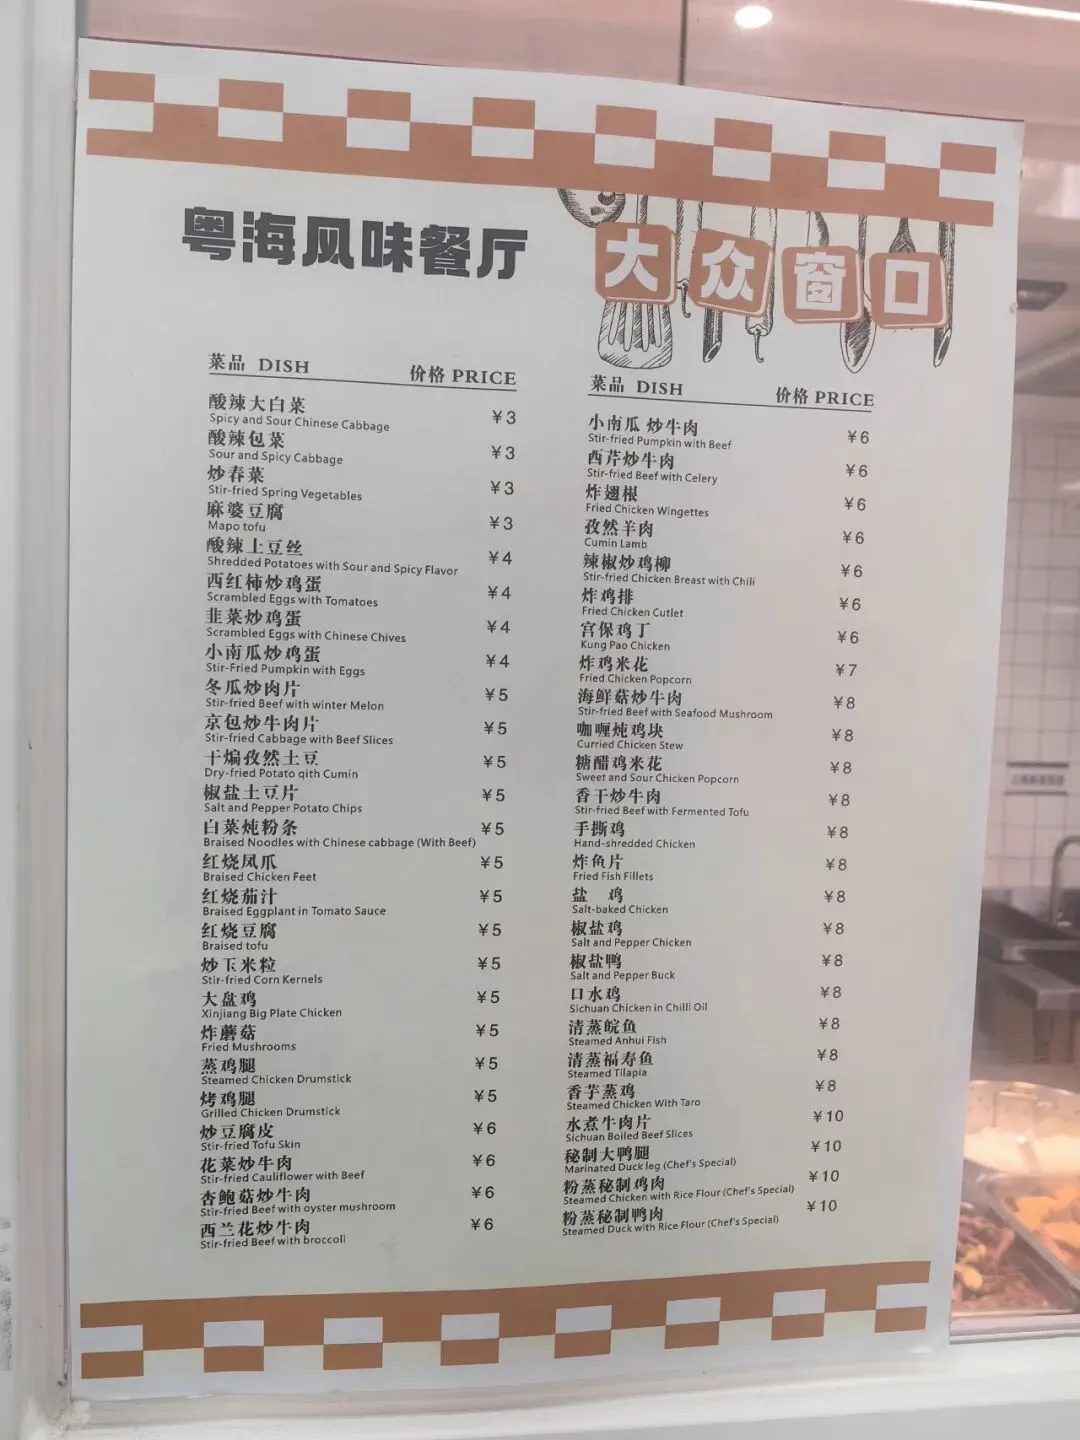 粤海风味餐厅
大众窗口
菜品 DISH 价格 PRICE
酸辣大白菜 ¥3
Spicy and Sour Chinese Cabbage
酸辣包菜 ¥3
Sour and Spicy Cabbage
炒春菜 ¥3
Stir-fried Spring Vegetables
麻婆豆腐 ¥3
Mapo tofu
酸辣土豆丝 ¥4
Shredded Potatoes with Sour and Spicy Flavor
西红柿炒鸡蛋 ¥4
Scrambled Eggs with Tomatoes
韭菜炒鸡蛋 ¥4
Scrambled Eggs with Chinese Chives
小南瓜炒鸡蛋 ¥4
Stir-Fried Pumpkin with Eggs
冬瓜炒肉片 ¥5
Stir-fried Beef with winter Melon
京包炒牛肉片 ¥5
Stir-fried Cabbage with Beef Slices
干煸孜然土豆 ¥5
Dry-fried Potato qith Cumin
椒盐土豆片 ¥5
Salt and Pepper Potato Chips
白菜炖粉条 ¥5
Braised Noodles with Chinese cabbage (With Beef)
红烧凤爪 ¥5
Braised Chicken Feet
红烧茄汁 ¥5
Braised Eggplant in Tomato Sauce
红烧豆腐 ¥5
Braised tofu
炒玉米粒 ¥5
Stir-fried Corn Kernels
大盘鸡 ¥5
Xinjiang Big Plate Chicken
炸蘑菇 ¥5
Fried Mushrooms
蒸鸡腿 ¥5
Steamed Chicken Drumstick
烤鸡腿 ¥5
Grilled Chicken Drumstick
炒豆腐皮 ¥6
Stir-fried Tofu Skin
花菜炒牛肉 ¥6
Stir-fried Cauliflower with Beef
杏鲍菇炒牛肉 ¥6
Stir-fried Beef with oyster mushroom
西兰花炒牛肉 ¥6
Stir-fried Beef with broccoli
菜品 DISH 价格 PRICE
小南瓜 炒牛肉 ¥6
Stir-fried Pumpkin with Beef
西芹炒牛肉 ¥6
Stir-fried Beef with Celery
炸翅根 ¥6
Fried Chicken Wingettes
孜然羊肉 ¥6
Cumin Lamb
辣椒炒鸡柳 ¥6
Stir-fried Chicken Breast with Chili
炸鸡排 ¥6
Fried Chicken Cutlet
宫保鸡丁 ¥6
Kung Pao Chicken
炸鸡米花 ¥7
Fried Chicken Popcorn
海鲜菇炒牛肉 ¥8
Stir-fried Beef with Seafood Mushroom
咖喱炖鸡块 ¥8
Curried Chicken Stew
糖醋鸡米花 ¥8
Sweet and Sour Chicken Popcorn
香干炒牛肉 ¥8
Stir-fried Beef with Fermented Tofu
手撕鸡 ¥8
Hand-shredded Chicken
炸鱼片 ¥8
Fried Fish Fillets
盐 鸡 ¥8
Salt-baked Chicken
椒盐鸡 ¥8
Salt and Pepper Chicken
椒盐鸭 ¥8
Salt and Pepper Buck
口水鸡 ¥8
Sichuan Chicken in Chilli Oil
清蒸皖鱼 ¥8
Steamed Anhui Fish
清蒸福寿鱼 ¥8
Steamed Tilapia
香芋蒸鸡 ¥8
Steamed Chicken With Taro
水煮牛肉片 ¥10
Sichuan Boiled Beef Slices
秘制大鸭腿 ¥10
Marinated Duck leg (Chef's Special)
粉蒸秘制鸡肉 ¥10
Steamed Chicken with Rice Flour (Chef's Special)
粉蒸秘制鸭肉 ¥10
Steamed Duck with Rice Flour (Chef's Special)